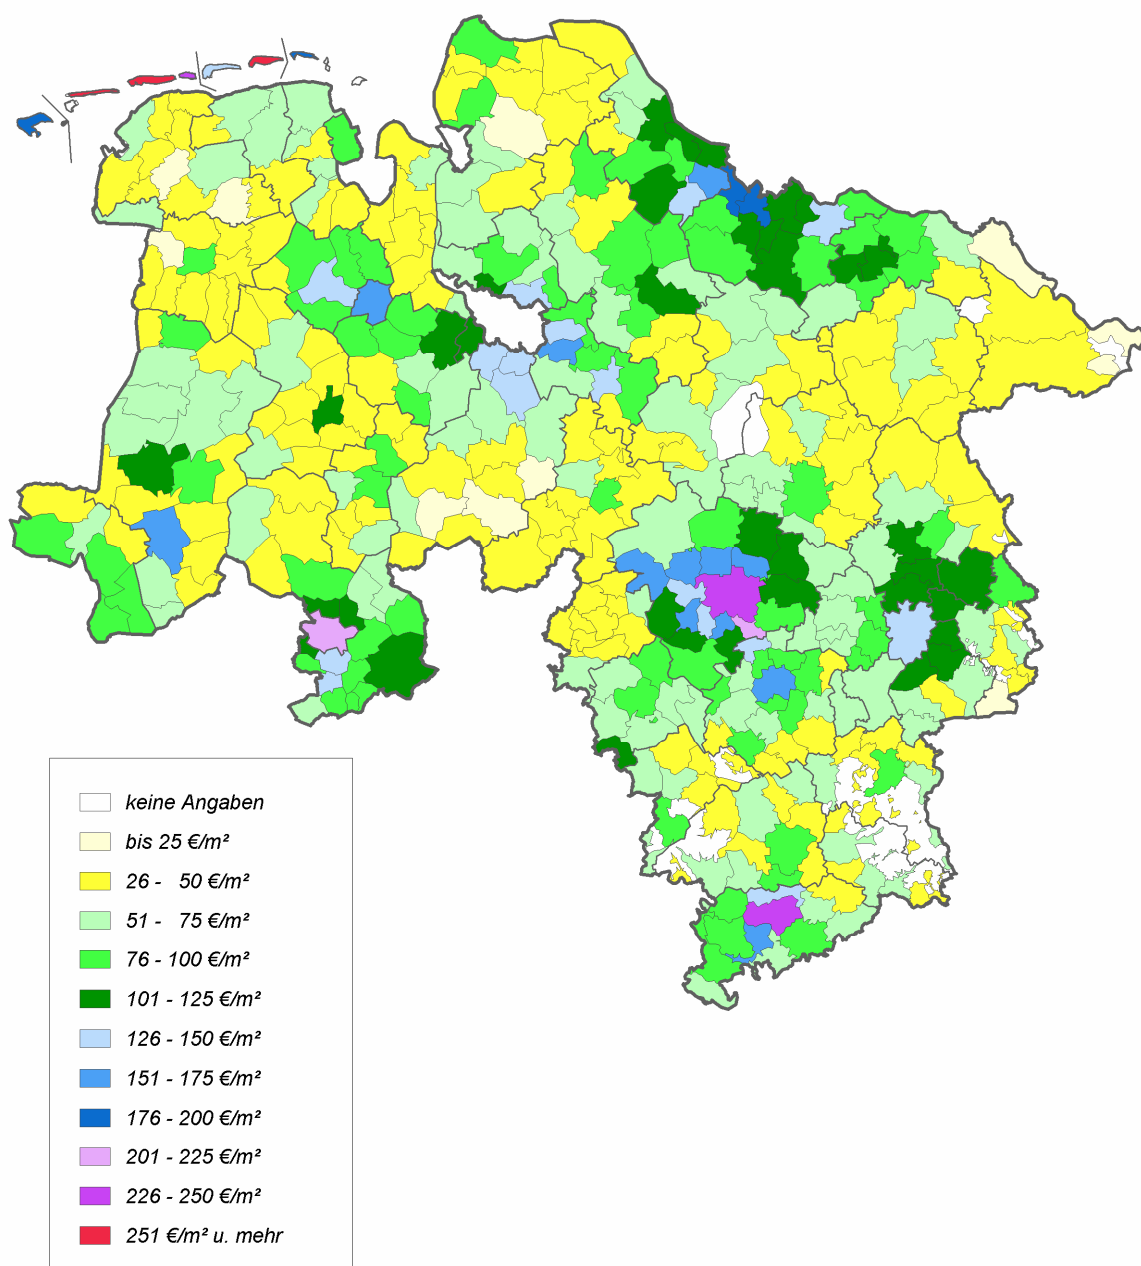 keine Angaben
bis 25 €/m²
26 - 50 €/m²
51 - 75 €/m²
76 - 100 €/m²
101 - 125 €/m²
126 - 150 €/m²
151 - 175 €/m²
176 - 200 €/m²
201 - 225 €/m²
226 - 250 €/m²
251 €/m² u. mehr